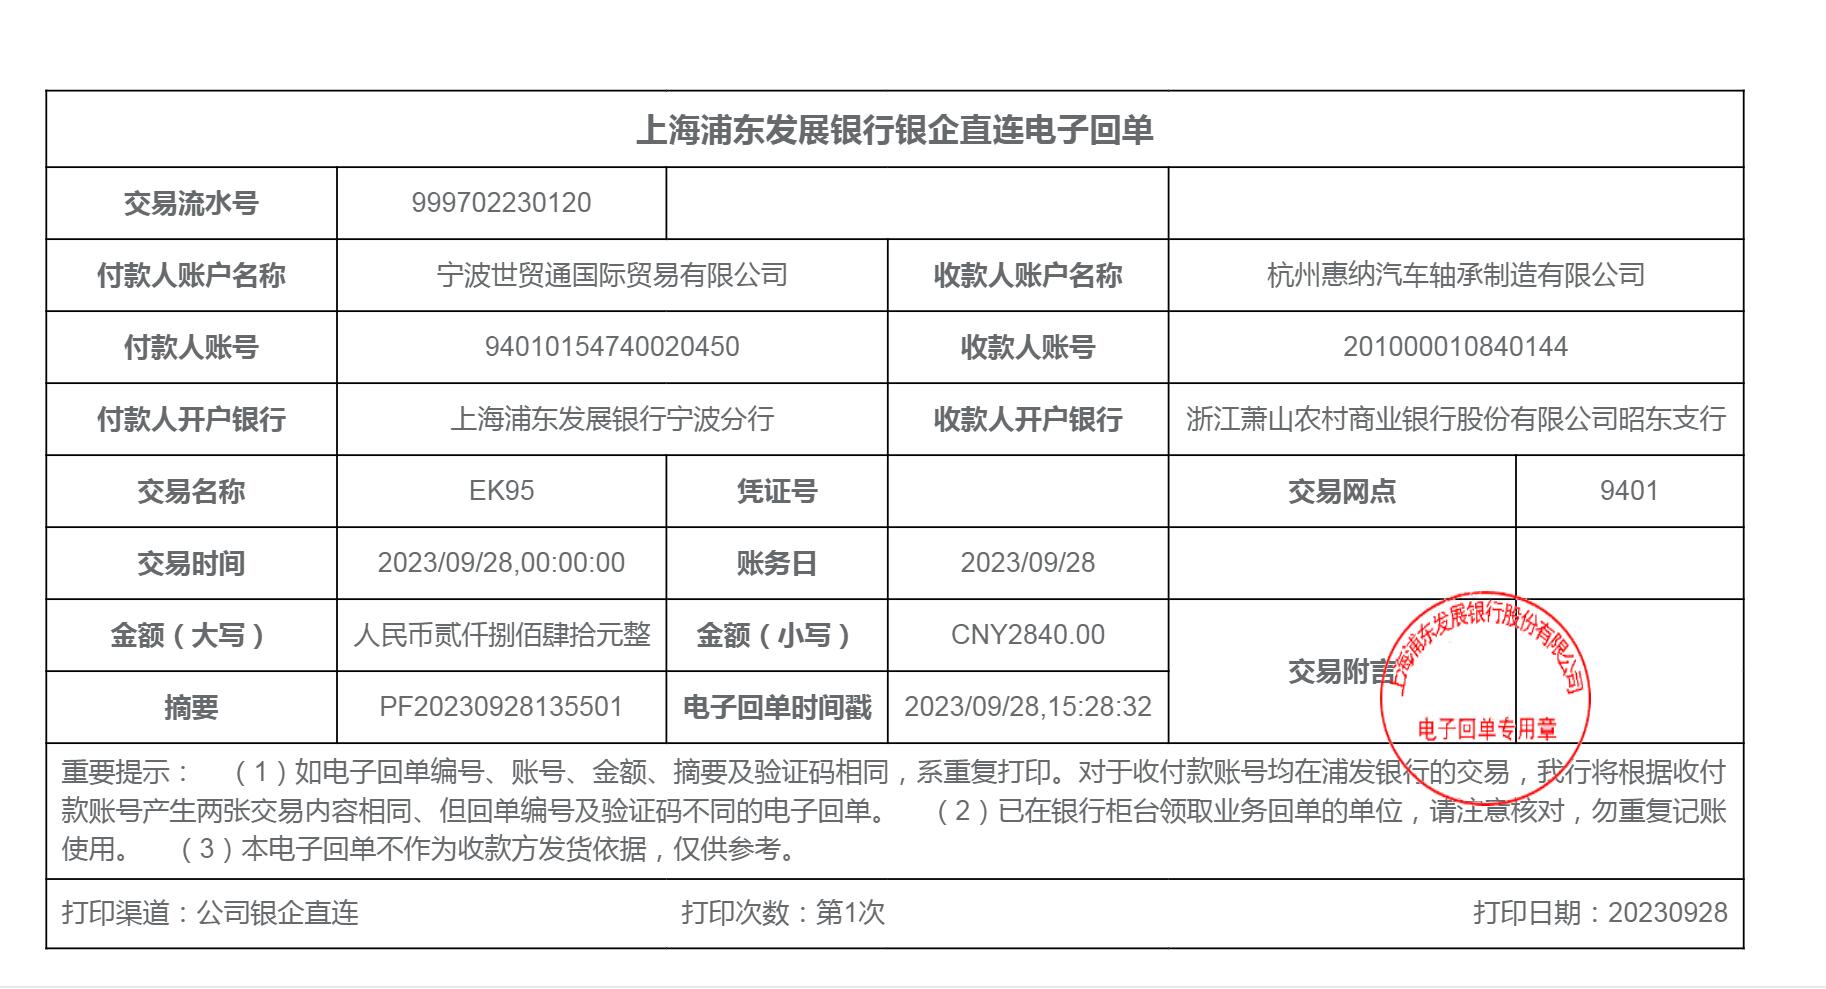 上海浦东发展银行银企直连电子回单
交易流水号 999702230120
付款人账户名称 宁波世贸通国际贸易有限公司 收款人账户名称 杭州惠纳汽车轴承制造有限公司
付款人账号 94010154740020450 收款人账号 201000010840144
付款人开户银行 上海浦东发展银行宁波分行 收款人开户银行 浙江萧山农村商业银行股份有限公司昭东支行
交易名称 EK95 凭证号 交易网点 9401
交易时间 2023/09/28,00:00:00 账务日 2023/09/28
金额（大写） 人民币贰仟捌佰肆拾元整 金额（小写） CNY2840.00
交易附言
摘要 PF20230928135501 电子回单时间戳 2023/09/28,15:28:32
上海浦东发展银行股份有限公司
电子回单专用章
重要提示： （1）如电子回单编号、账号、金额、摘要及验证码相同，系重复打印。对于收付款账号均在浦发银行的交易，我行将根据收付
款账号产生两张交易内容相同、但回单编号及验证码不同的电子回单。 （2）已在银行柜台领取业务回单的单位，请注意核对，勿重复记账
使用。 （3）本电子回单不作为收款方发货依据，仅供参考。
打印渠道：公司银企直连 打印次数：第1次 打印日期：20230928